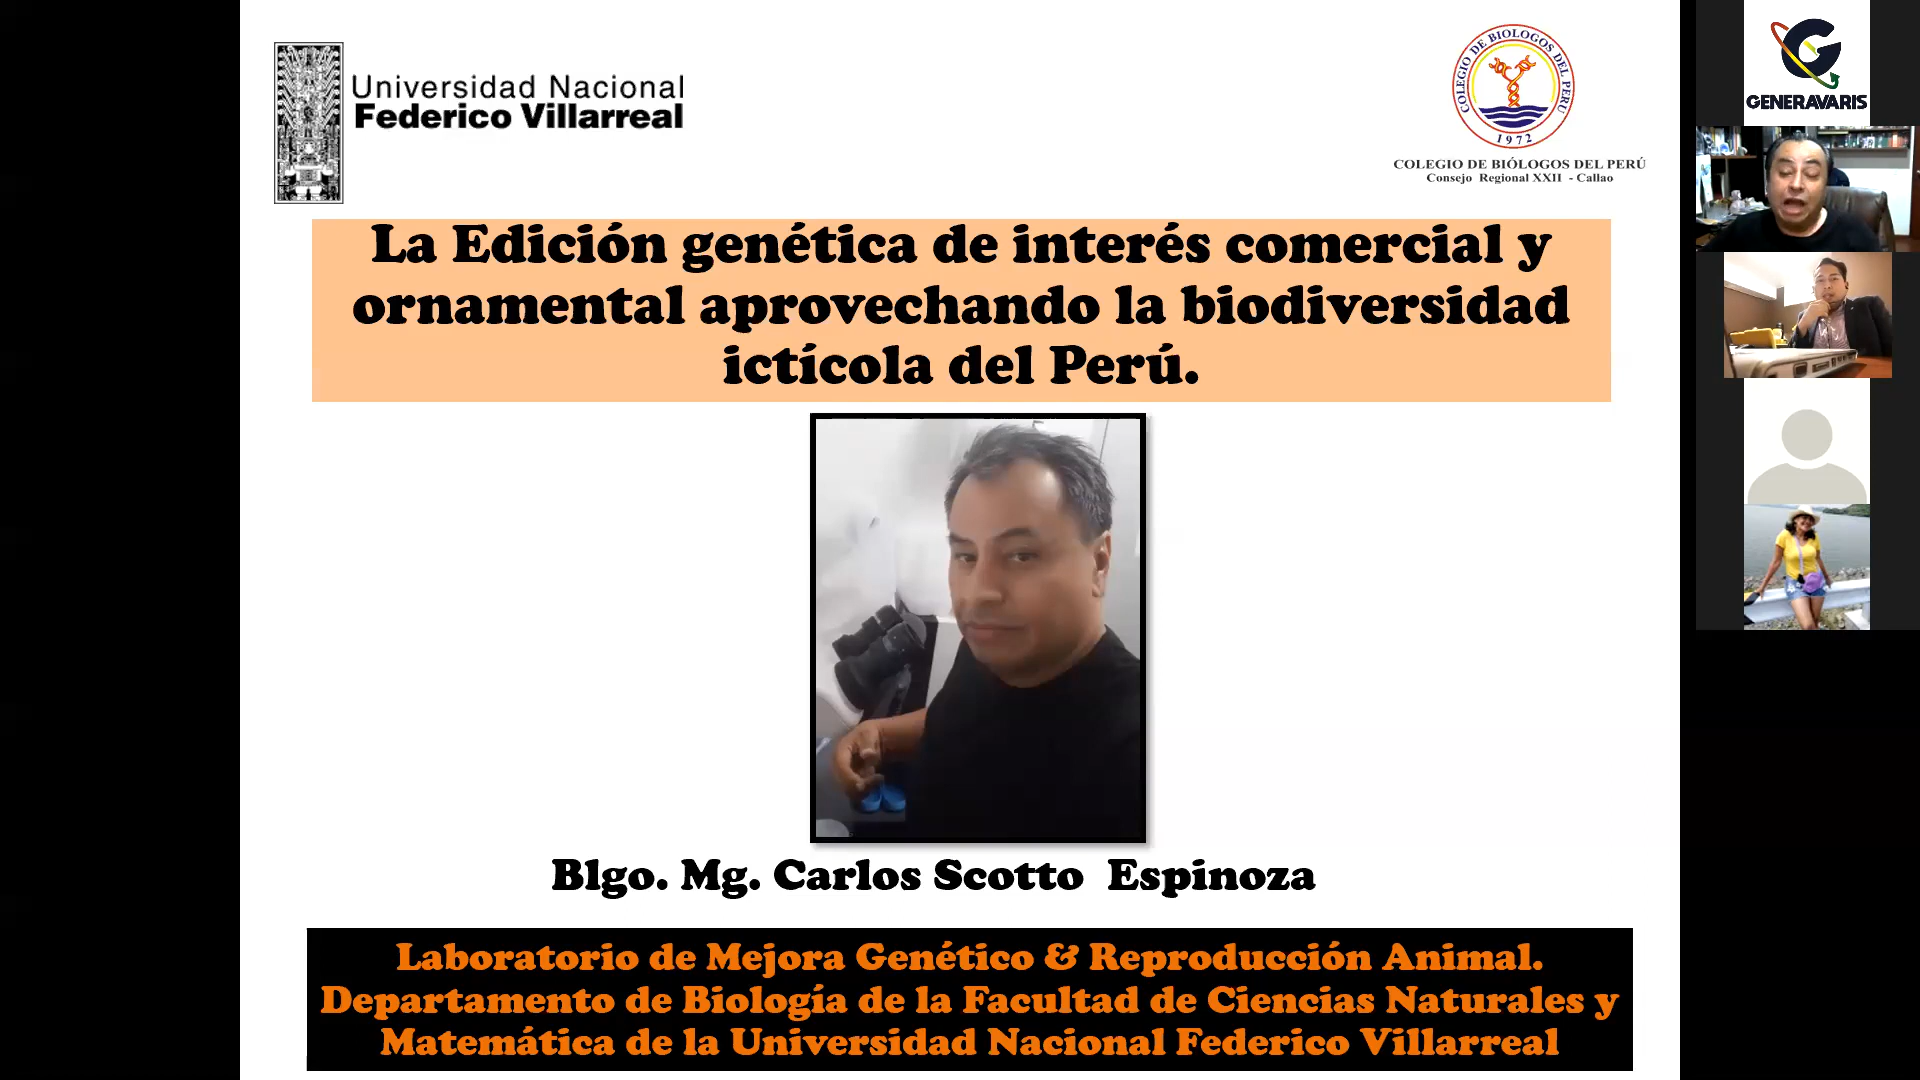 Universidad Nacional
Federico Villarreal
COLEGIO DE BIOLOGOS DEL PERU
1972
COLEGIO DE BIÓLOGOS DEL PERÚ
Consejo Regional XXII - Callao
G
GENERAVARIS
La Edición genética de interés comercial y
ornamental aprovechando la biodiversidad
ictícola del Perú.
Blgo. Mg. Carlos Scotto Espinoza
Laboratorio de Mejora Genético & Reproducción Animal.
Departamento de Biología de la Facultad de Ciencias Naturales y
Matemática de la Universidad Nacional Federico Villarreal